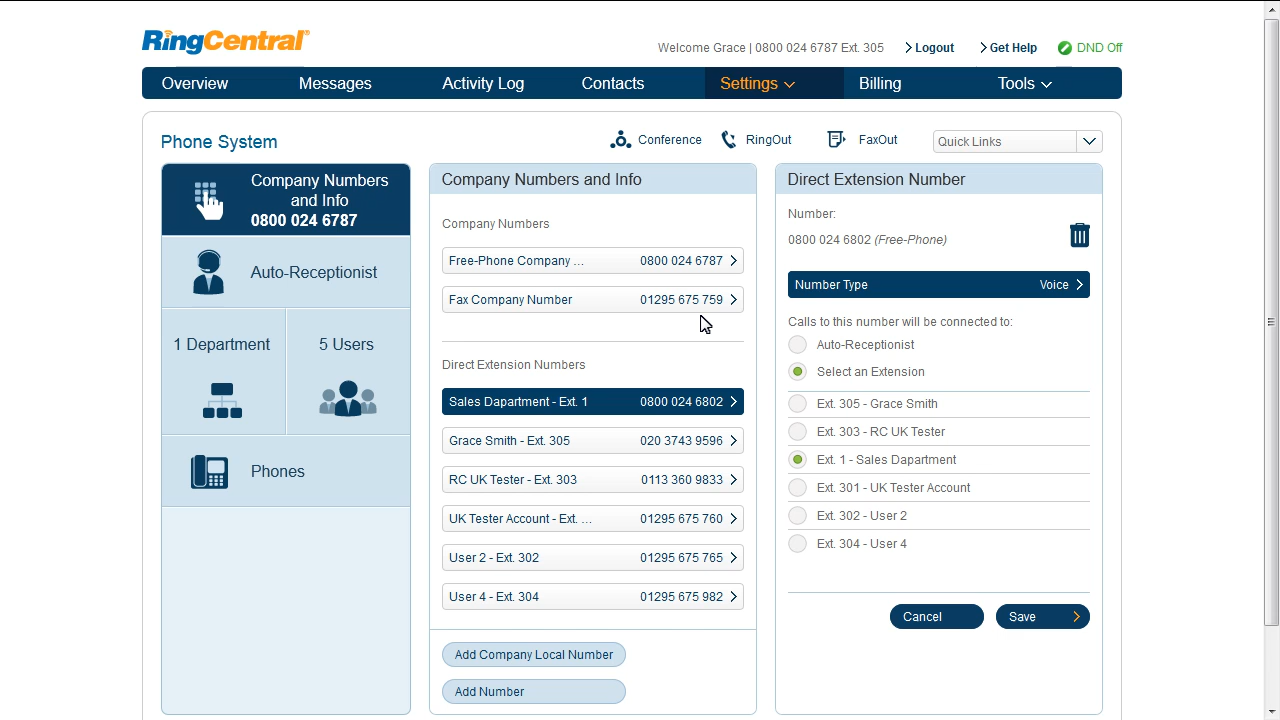 RingCentral®
Welcome Grace | 0800 024 6787 Ext. 305
Logout
Get Help
DND Off
Overview
Messages
Activity Log
Contacts
Settings
Billing
Tools
Phone System
Conference
RingOut
FaxOut
Quick Links
Company Numbers
and Info
0800 024 6787
Auto-Receptionist
1 Department
5 Users
Phones
Company Numbers and Info
Company Numbers
Free-Phone Company ... 0800 024 6787
Fax Company Number 01295 675 759
Direct Extension Numbers
Sales Dapartment - Ext. 1 0800 024 6802
Grace Smith - Ext. 305 020 3743 9596
RC UK Tester - Ext. 303 0113 360 9833
UK Tester Account - Ext. ... 01295 675 760
User 2 - Ext. 302 01295 675 765
User 4 - Ext. 304 01295 675 982
Add Company Local Number
Add Number
Direct Extension Number
Number:
0800 024 6802 (Free-Phone)
Number Type Voice
Calls to this number will be connected to:
Auto-Receptionist
Select an Extension
Ext. 305 - Grace Smith
Ext. 303 - RC UK Tester
Ext. 1 - Sales Dapartment
Ext. 301 - UK Tester Account
Ext. 302 - User 2
Ext. 304 - User 4
Cancel
Save